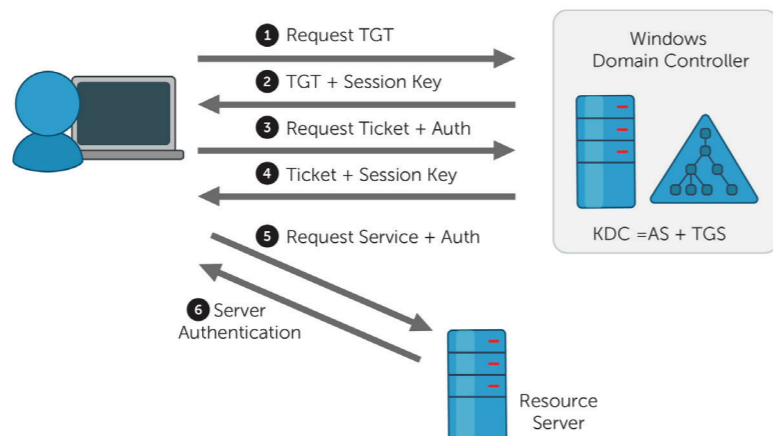 1 Request TGT
2 TGT + Session Key
3 Request Ticket + Auth
4 Ticket + Session Key
Windows
Domain Controller
KDC =AS + TGS
5 Request Service + Auth
6 Server
Authentication
Resource
Server